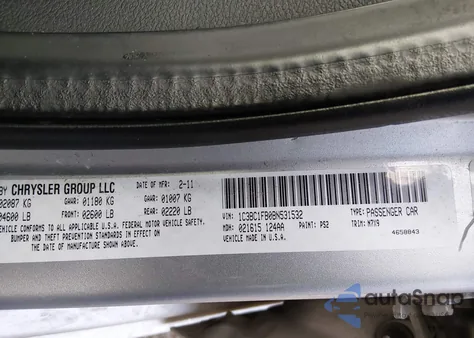 BY CHRYSLER GROUP LLC DATE OF MFR: 2-11
02087 KG GAWR: 01180 KG GAWR: 01007 KG
04600 LB FRONT: 02600 LB REAR: 02220 LB
VEHICLE CONFORMS TO ALL APPLICABLE U.S.A. FEDERAL MOTOR VEHICLE SAFETY,
BUMPER AND THEFT PREVENTION STANDARDS IN EFFECT ON
THE DATE OF MANUFACTURE SHOWN ABOVE
VIN: 1C3BC1FB0BN531532 TYPE: PASSENGER CAR
MDH: 021615 124AA PAINT: PS2 TRIM: M7X9
VEHICLE MADE IN U.S.A. 4658843
autoSnap